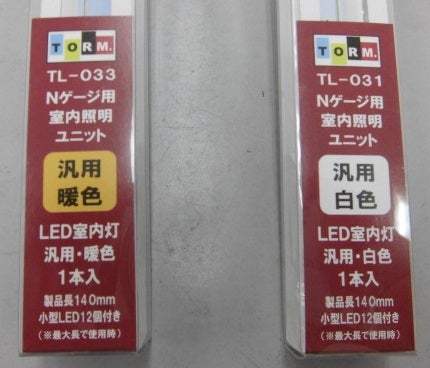 TORM.
TL-033
Nゲージ用
室内照明
ユニット
汎用
暖色
LED室内灯
汎用・暖色
1本入
製品長140mm
小型LED12個付き
(※最大長で使用時)
TORM.
TL-031
Nゲージ用
室内照明
ユニット
汎用
白色
LED室内灯
汎用・白色
1本入
製品長140mm
小型LED12個付き
(※最大長で使用時)